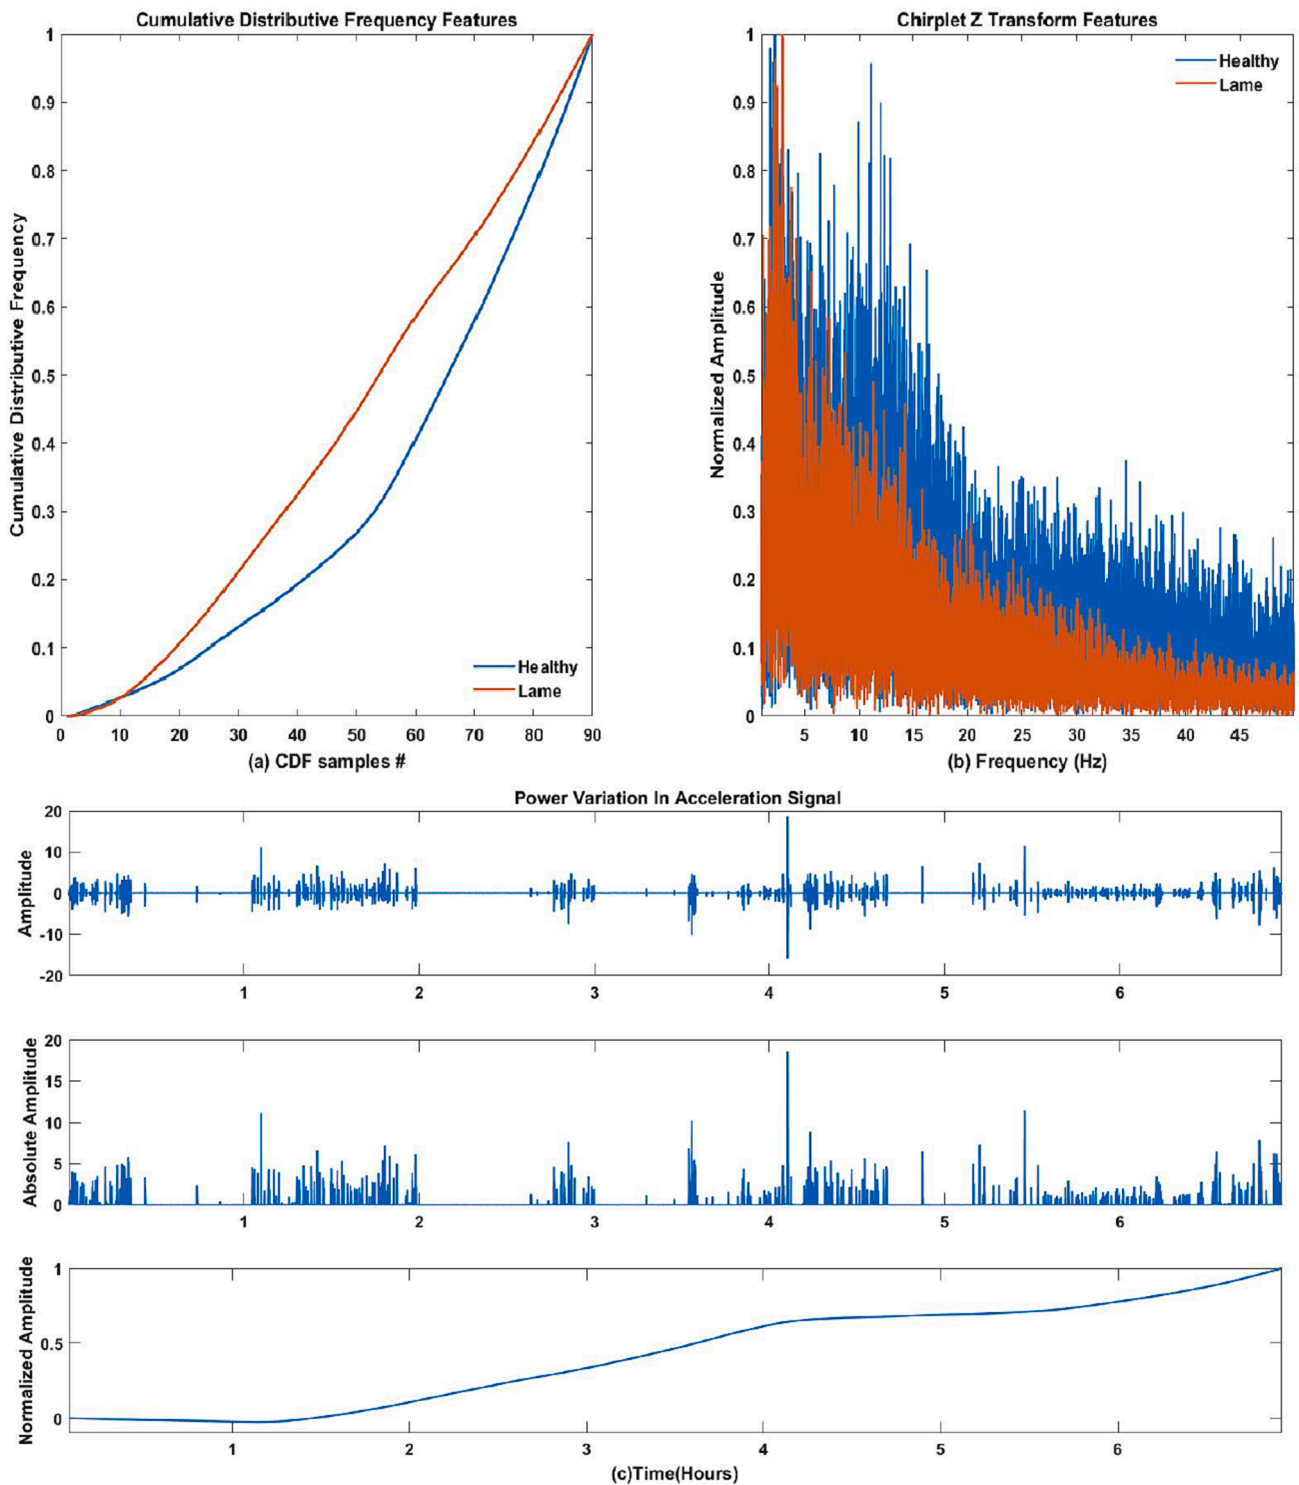 Cumulative Distributive Frequency Features
Cumulative Distributive Frequency
1
0.9
0.8
0.7
0.6
0.5
0.4
0.3
0.2
0.1
0
Healthy
Lame
0 10 20 30 40 50 60 70 80 90
(a) CDF samples #
Chirplet Z Transform Features
Normalized Amplitude
1
0.9
0.8
0.7
0.6
0.5
0.4
0.3
0.2
0.1
0
Healthy
Lame
5 10 15 20 25 30 35 40 45
(b) Frequency (Hz)
Power Variation In Acceleration Signal
Amplitude
20
10
0
-10
-20
1 2 3 4 5 6
Absolute Amplitude
20
15
10
5
0
1 2 3 4 5 6
Normalized Amplitude
1
0.5
0
1 2 3 4 5 6
(c)Time(Hours)